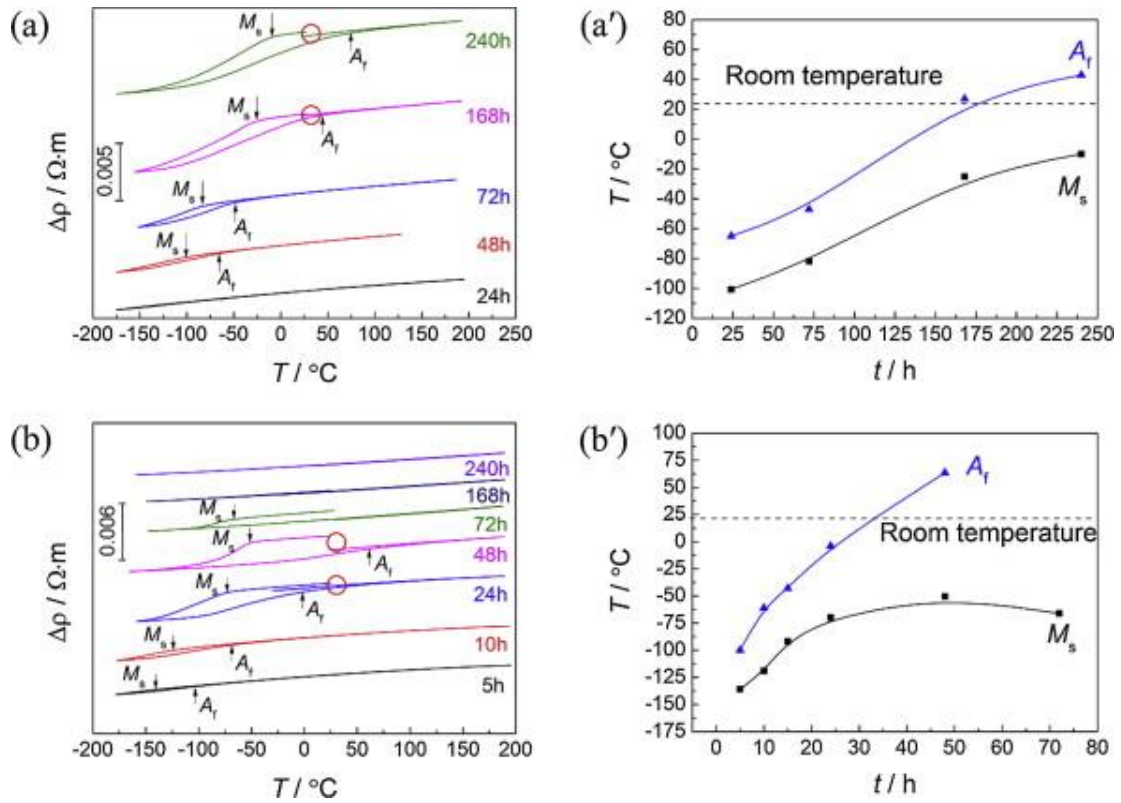 (a)
Δρ / Ω·m
0.005
Ms
240h
Af
Ms
168h
Af
Ms
72h
Af
Ms
48h
Af
24h
-200 -150 -100 -50 0 50 100 150 200 250
T / °C
(a′)
T / °C
80
60
40
20
0
-20
-40
-60
-80
-100
-120
Af
Room temperature
Ms
0 25 50 75 100 125 150 175 200 225 250
t / h
(b)
Δρ / Ω·m
0.006
240h
168h
Ms
72h
Ms
48h
Af
Ms
24h
Af
Ms
10h
Af
Ms
5h
Af
-200 -150 -100 -50 0 50 100 150 200
T / °C
(b′)
T / °C
100
75
50
25
0
-25
-50
-75
-100
-125
-150
-175
Af
Room temperature
Ms
0 10 20 30 40 50 60 70 80
t / h